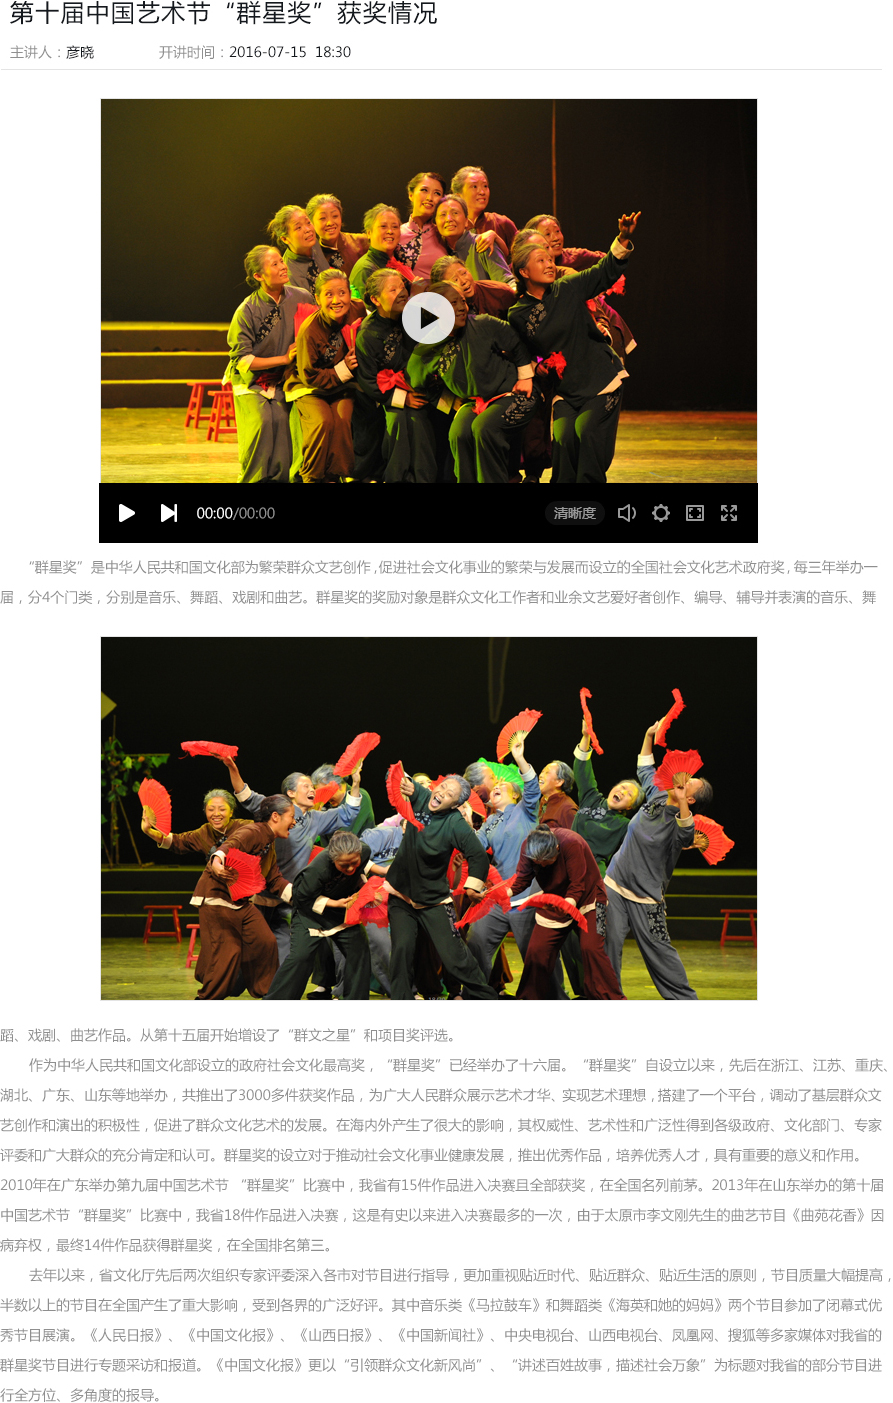 第十届中国艺术节“群星奖”获奖情况
主讲人：彦晓 开讲时间：2016-07-15 18:30
00:00/00:00 清晰度
“群星奖”是中华人民共和国文化部为繁荣群众文艺创作,促进社会文化事业的繁荣与发展而设立的全国社会文化艺术政府奖,每三年举办一
届，分4个门类，分别是音乐、舞蹈、戏剧和曲艺。群星奖的奖励对象是群众文化工作者和业余文艺爱好者创作、编导、辅导并表演的音乐、舞
蹈、戏剧、曲艺作品。从第十五届开始增设了“群文之星”和项目奖评选。
作为中华人民共和国文化部设立的政府社会文化最高奖，“群星奖”已经举办了十六届。“群星奖”自设立以来，先后在浙江、江苏、重庆、
湖北、广东、山东等地举办，共推出了3000多件获奖作品，为广大人民群众展示艺术才华、实现艺术理想,搭建了一个平台，调动了基层群众文
艺创作和演出的积极性，促进了群众文化艺术的发展。在海内外产生了很大的影响，其权威性、艺术性和广泛性得到各级政府、文化部门、专家
评委和广大群众的充分肯定和认可。群星奖的设立对于推动社会文化事业健康发展，推出优秀作品，培养优秀人才，具有重要的意义和作用。
2010年在广东举办第九届中国艺术节 “群星奖”比赛中，我省有15件作品进入决赛且全部获奖，在全国名列前茅。2013年在山东举办的第十届
中国艺术节“群星奖”比赛中，我省18件作品进入决赛，这是有史以来进入决赛最多的一次，由于太原市李文刚先生的曲艺节目《曲苑花香》因
病弃权，最终14件作品获得群星奖，在全国排名第三。
去年以来，省文化厅先后两次组织专家评委深入各市对节目进行指导，更加重视贴近时代、贴近群众、贴近生活的原则，节目质量大幅提高，
半数以上的节目在全国产生了重大影响，受到各界的广泛好评。其中音乐类《马拉鼓车》和舞蹈类《海英和她的妈妈》两个节目参加了闭幕式优
秀节目展演。《人民日报》、《中国文化报》、《山西日报》、《中国新闻社》、中央电视台、山西电视台、凤凰网、搜狐等多家媒体对我省的
群星奖节目进行专题采访和报道。《中国文化报》更以“引领群众文化新风尚”、“讲述百姓故事，描述社会万象”为标题对我省的部分节目进
行全方位、多角度的报导。